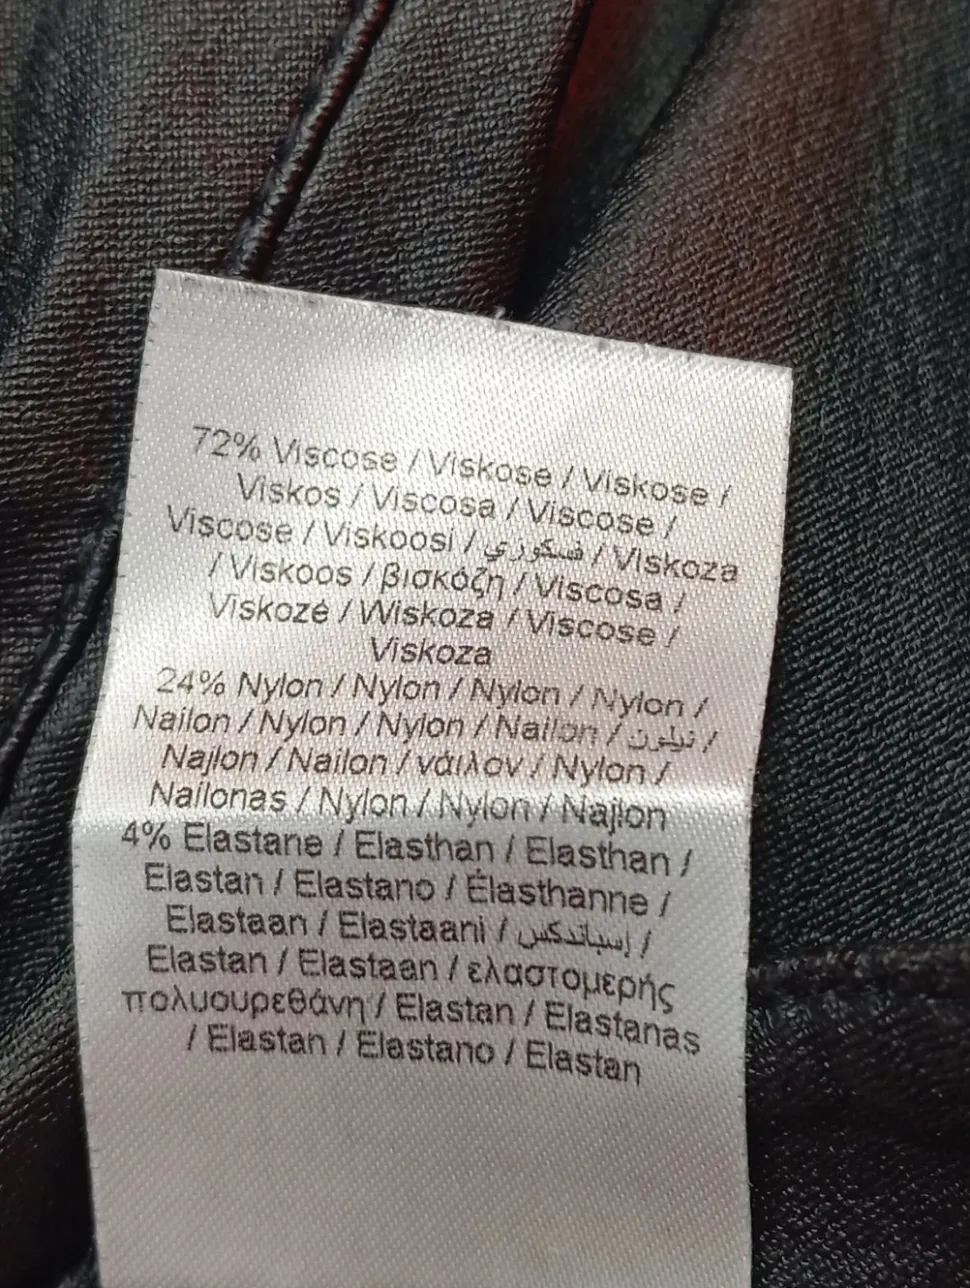 72% Viscose / Viskose / Viskose /
Viskos / Viscosa / Viscose /
Viscose / Viskoosi / فسكوزي / Viskoza
/ Viskoos / βισκόζη / Viscosa /
Viskozė / Wiskoza / Viscose /
Viskoza
24% Nylon / Nylon / Nylon / Nylon /
Nailon / Nylon / Nylon / Nailon / نيلون /
Najlon / Nailon / νάιλον / Nylon /
Nailonas / Nylon / Nylon / Najlon
4% Elastane / Elasthan / Elasthan /
Elastan / Elastano / Élasthanne /
Elastaan / Elastaani / إسباندكس /
Elastan / Elastaan / ελαστομερής
πολυουρεθάνη / Elastan / Elastanas
/ Elastan / Elastano / Elastan